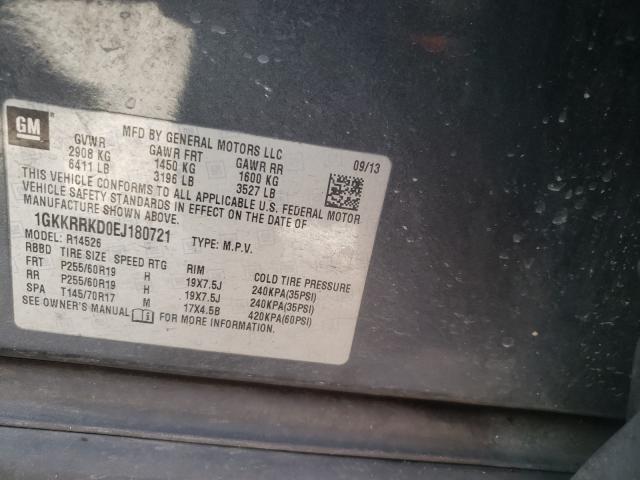 GM
MFD BY GENERAL MOTORS LLC
GVWR GAWR FRT GAWR RR 09/13
2908 KG 1450 KG 1600 KG
6411 LB 3196 LB 3527 LB
THIS VEHICLE CONFORMS TO ALL APPLICABLE U.S. FEDERAL MOTOR
VEHICLE SAFETY STANDARDS IN EFFECT ON THE DATE OF
MANUFACTURE SHOWN ABOVE.
1GKKRRKD0EJ180721 TYPE: M.P.V.
MODEL: R14526
RBBD TIRE SIZE SPEED RTG RIM COLD TIRE PRESSURE
FRT P255/60R19 H 19X7.5J 240KPA(35PSI)
RR P255/60R19 H 19X7.5J 240KPA(35PSI)
SPA T145/70R17 M 17X4.5B 420KPA(60PSI)
SEE OWNER'S MANUAL FOR MORE INFORMATION.